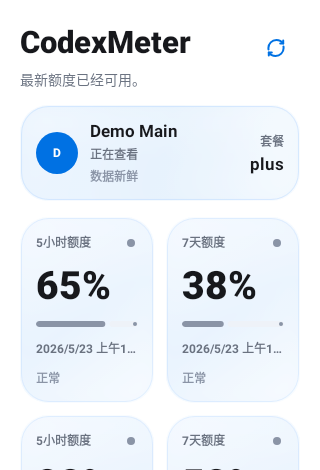 CodexMeter
最新额度已经可用。
D
Demo Main
正在查看
数据新鲜
套餐
plus
5小时额度
65%
2026/5/23 上午1...
正常
7天额度
38%
2026/5/23 上午1...
正常
5小时额度
7天额度